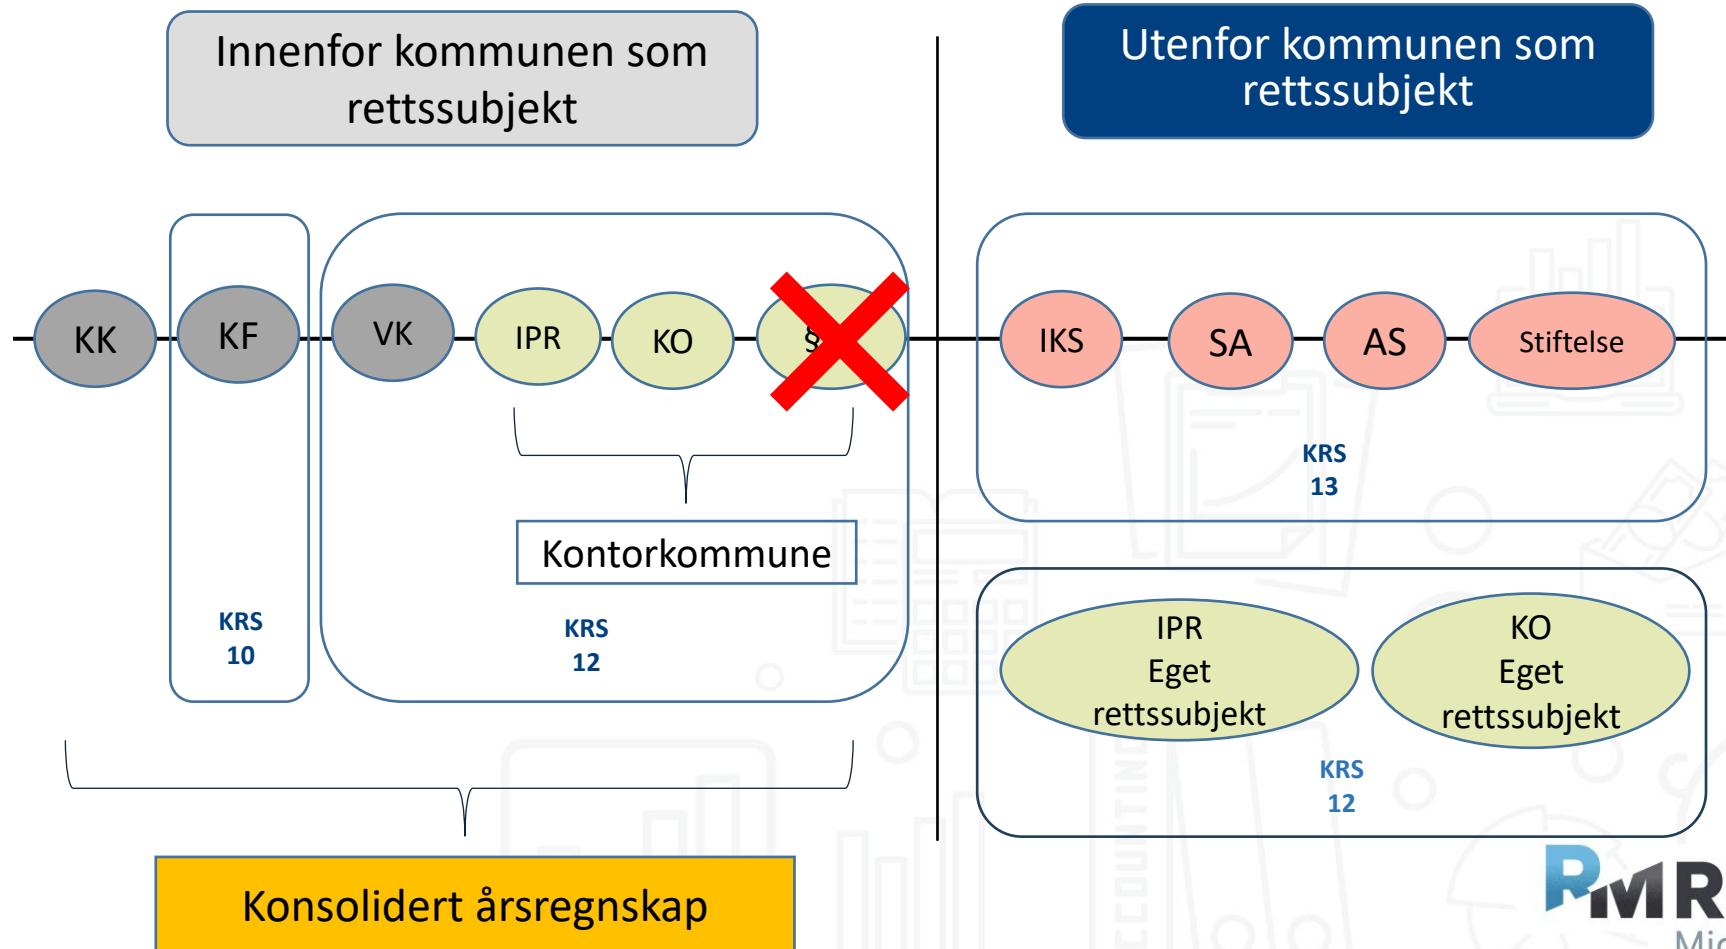 Innenfor kommunen som
rettssubjekt
Utenfor kommunen som
rettssubjekt
KK
KF
VK
IPR
KO
§
IKS
SA
AS
Stiftelse
KRS
13
Kontorkommune
KRS
10
KRS
12
IPR
Eget
rettssubjekt
KO
Eget
rettssubjekt
KRS
12
Konsolidert årsregnskap
RMR